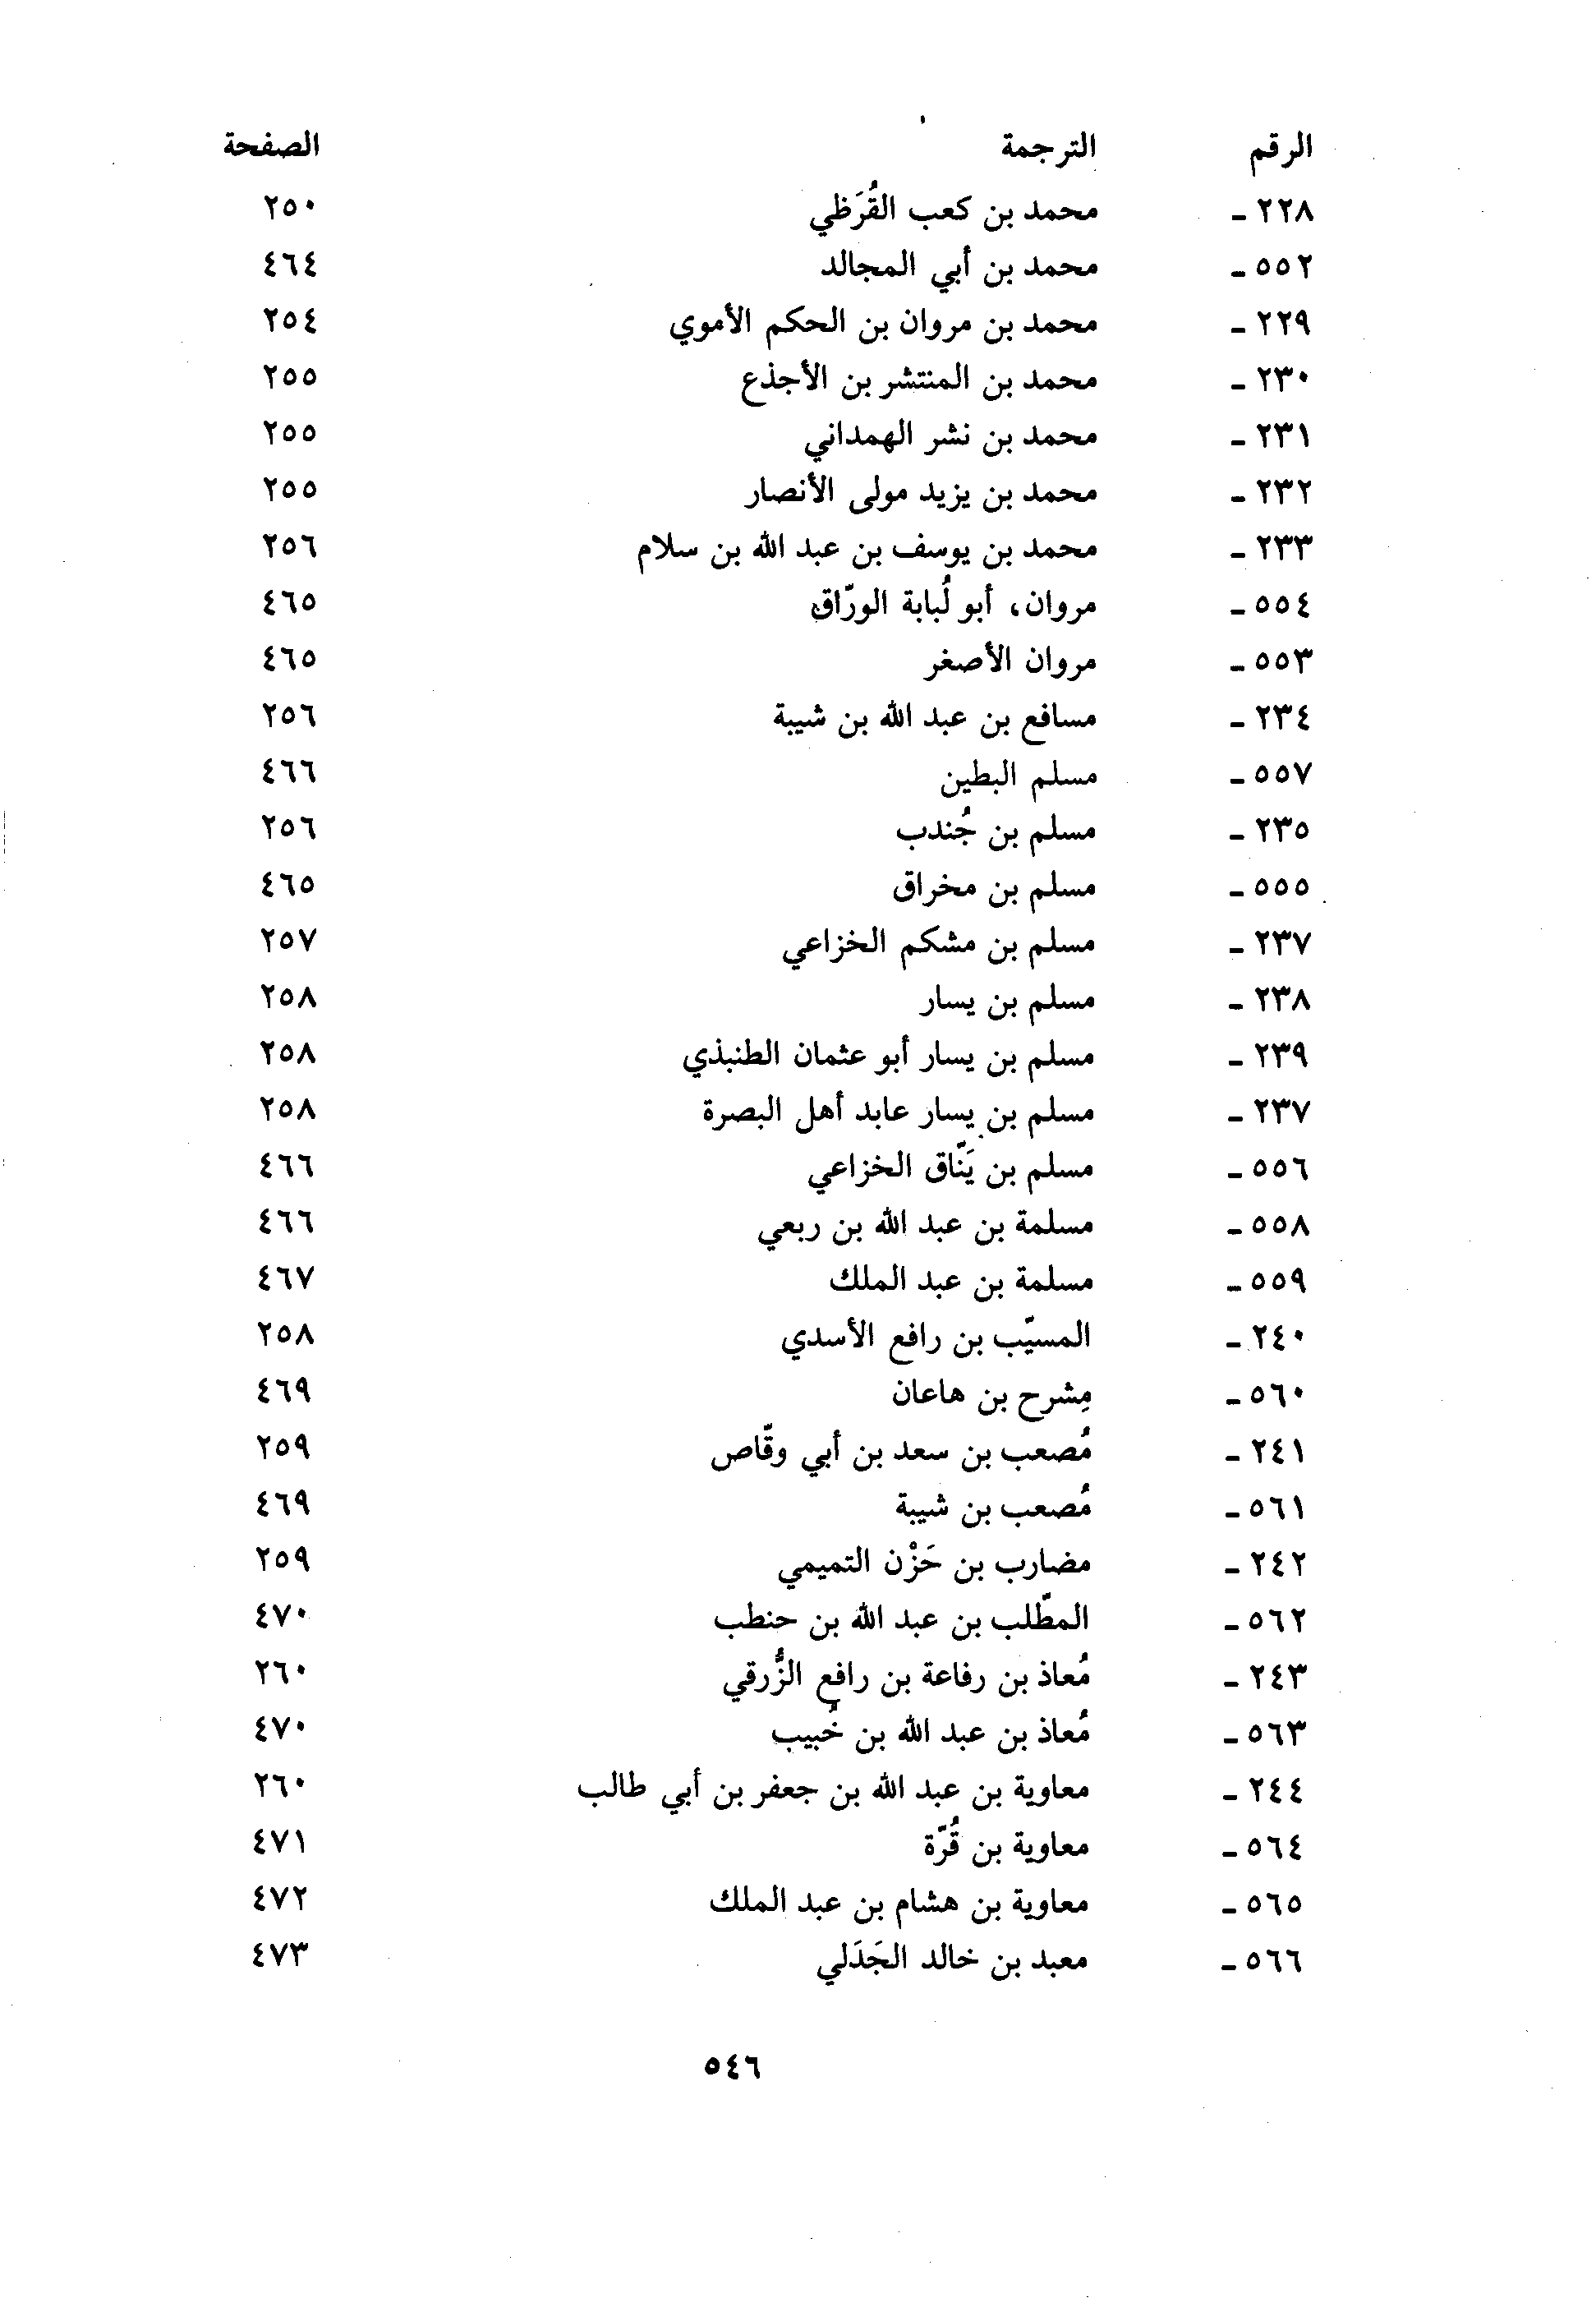 الرقم الترجمة الصفحة
٢٢٨ - محمد بن كعب القُرَظي ٢٥٠
٥٥٢ - محمد بن أبي المجالد ٤٦٤
٢٢٩ - محمد بن مروان بن الحكم الأموي ٢٥٤
٢٣٠ - محمد بن المنتشر بن الأجذع ٢٥٥
٢٣١ - محمد بن نشر الهمداني ٢٥٥
٢٣٢ - محمد بن يزيد مولى الأنصار ٢٥٥
٢٣٣ - محمد بن يوسف بن عبد الله بن سلام ٢٥٦
٥٥٤ - مروان، أبو لُبابة الورّاق ٤٦٥
٥٥٣ - مروان الأصغر ٤٦٥
٢٣٤ - مسافع بن عبد الله بن شيبة ٢٥٦
٥٥٧ - مسلم البطين ٤٦٦
٢٣٥ - مسلم بن جُندب ٢٥٦
٥٥٥ - مسلم بن مخراق ٤٦٥
٢٣٧ - مسلم بن مشكم الخزاعي ٢٥٧
٢٣٨ - مسلم بن يسار ٢٥٨
٢٣٩ - مسلم بن يسار أبو عثمان الطنبذي ٢٥٨
٢٣٧ - مسلم بن يسار عابد أهل البصرة ٢٥٨
٥٥٦ - مسلم بن يَنّاق الخزاعي ٤٦٦
٥٥٨ - مسلمة بن عبد الله بن ربعي ٤٦٦
٥٥٩ - مسلمة بن عبد الملك ٤٦٧
٢٤٠ - المسيّب بن رافع الأسدي ٢٥٨
٥٦٠ - مِشرح بن هاعان ٤٦٩
٢٤١ - مُصعب بن سعد بن أبي وقّاص ٢٥٩
٥٦١ - مُصعب بن شيبة ٤٦٩
٢٤٢ - مضارب بن حَزْن التميمي ٢٥٩
٥٦٢ - المطّلب بن عبد الله بن حنطب ٤٧٠
٢٤٣ - مُعاذ بن رفاعة بن رافع الزُّرقي ٢٦٠
٥٦٣ - مُعاذ بن عبد الله بن خُبيب ٤٧٠
٢٤٤ - معاوية بن عبد الله بن جعفر بن أبي طالب ٢٦٠
٥٦٤ - معاوية بن قُرّة ٤٧١
٥٦٥ - معاوية بن هشام بن عبد الملك ٤٧٢
٥٦٦ - معبد بن خالد الجَدَلي ٤٧٣
٥٤٦